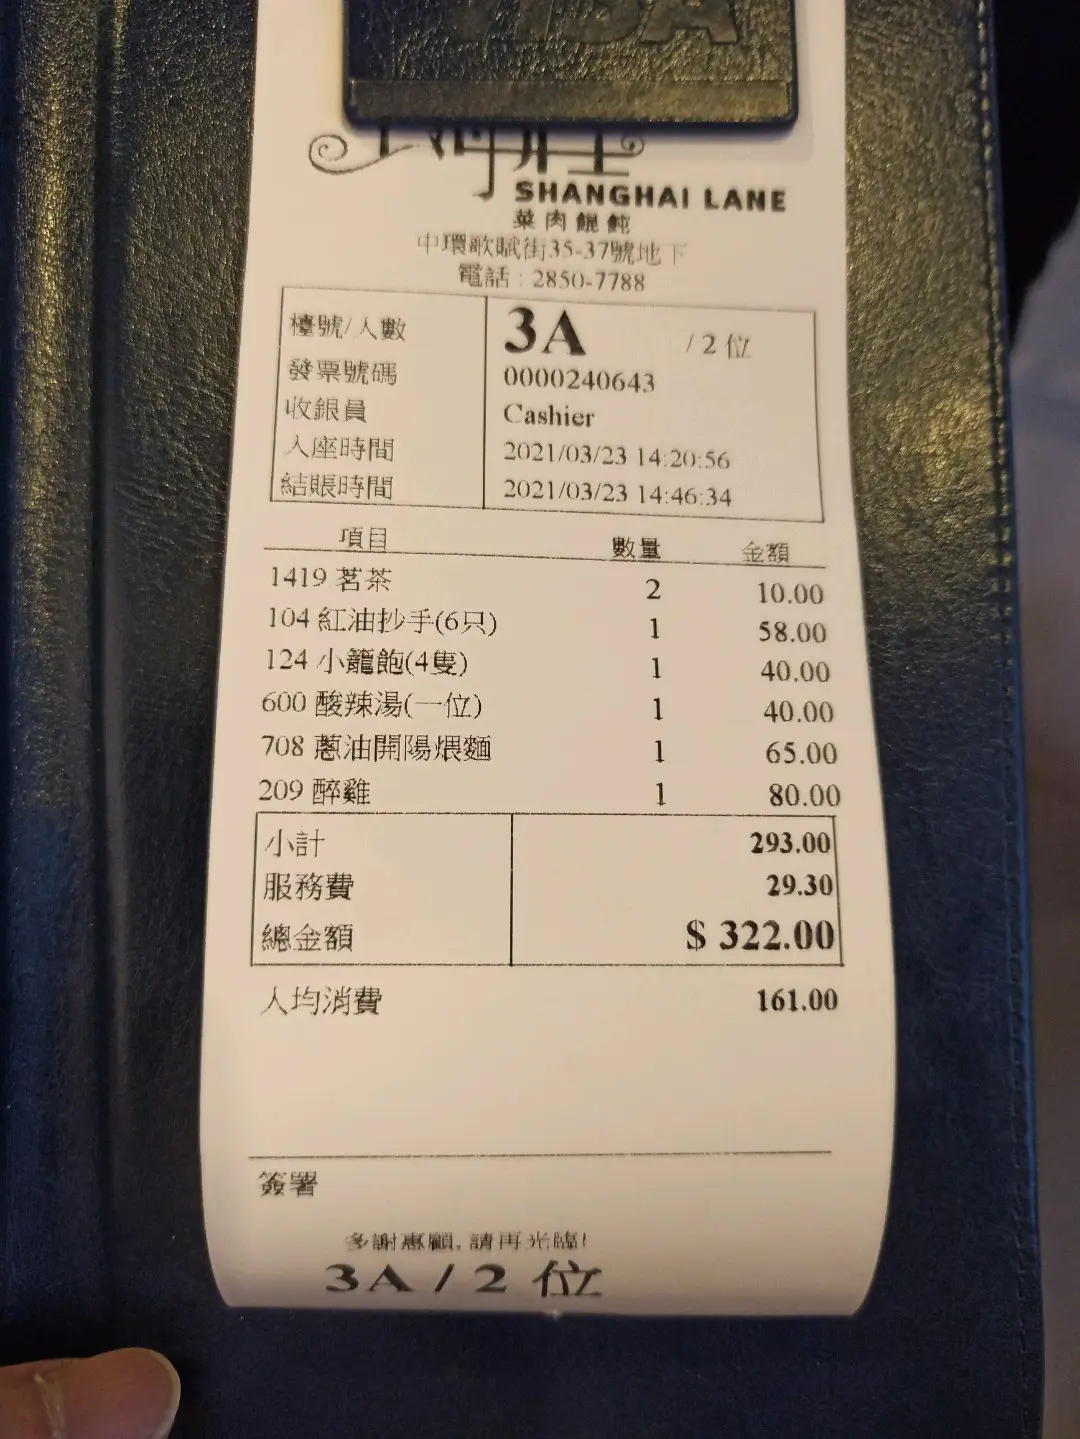 SHANGHAI LANE
菜肉餛飩
中環歌賦街35-37號地下
電話 : 2850-7788
檯號/人數 3A / 2 位
發票號碼 0000240643
收銀員 Cashier
入座時間 2021/03/23 14:20:56
結賬時間 2021/03/23 14:46:34
項目 數量 金額
1419 茗茶 2 10.00
104 紅油抄手(6只) 1 58.00
124 小籠飽(4隻) 1 40.00
600 酸辣湯(一位) 1 40.00
708 蔥油開陽煨麵 1 65.00
209 醉雞 1 80.00
小計 293.00
服務費 29.30
總金額 $ 322.00
人均消費 161.00
簽署
多謝惠顧, 請再光臨!
3A / 2 位